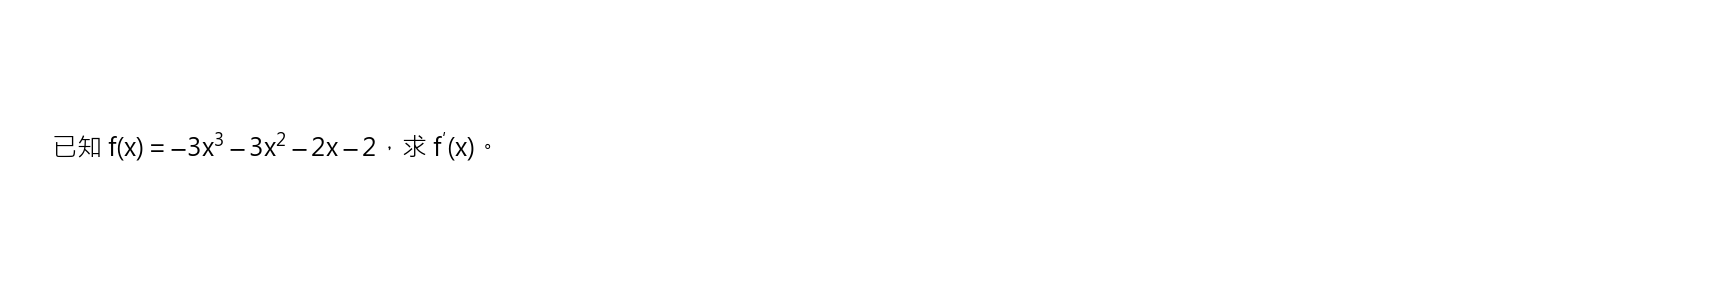 已知 f(x) = −3x³ − 3x² − 2x − 2，求 f′(x)。